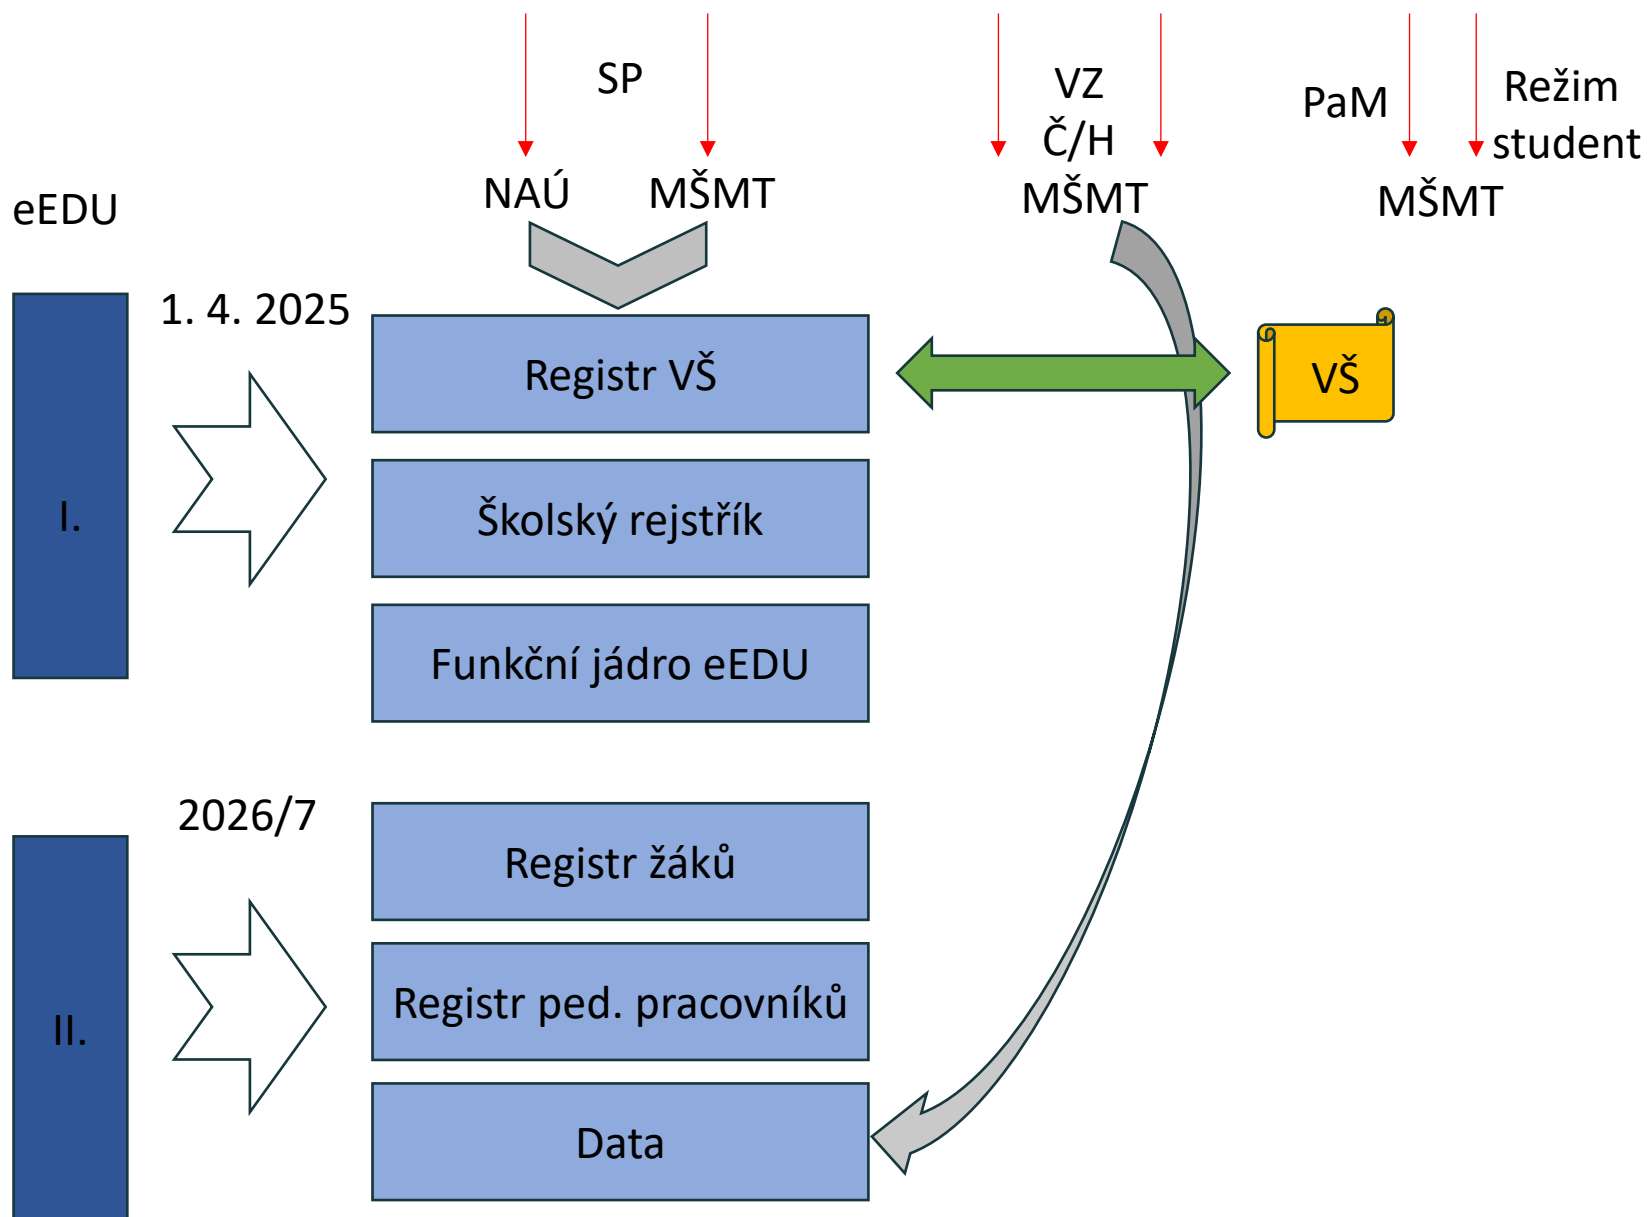 SP
VZ
Č/H
MŠMT
PaM
Režim
student
NAÚ
MŠMT
MŠMT
eEDU
1. 4. 2025
I.
Registr VŠ
VŠ
Školský rejstřík
Funkční jádro eEDU
2026/7
II.
Registr žáků
Registr ped. pracovníků
Data